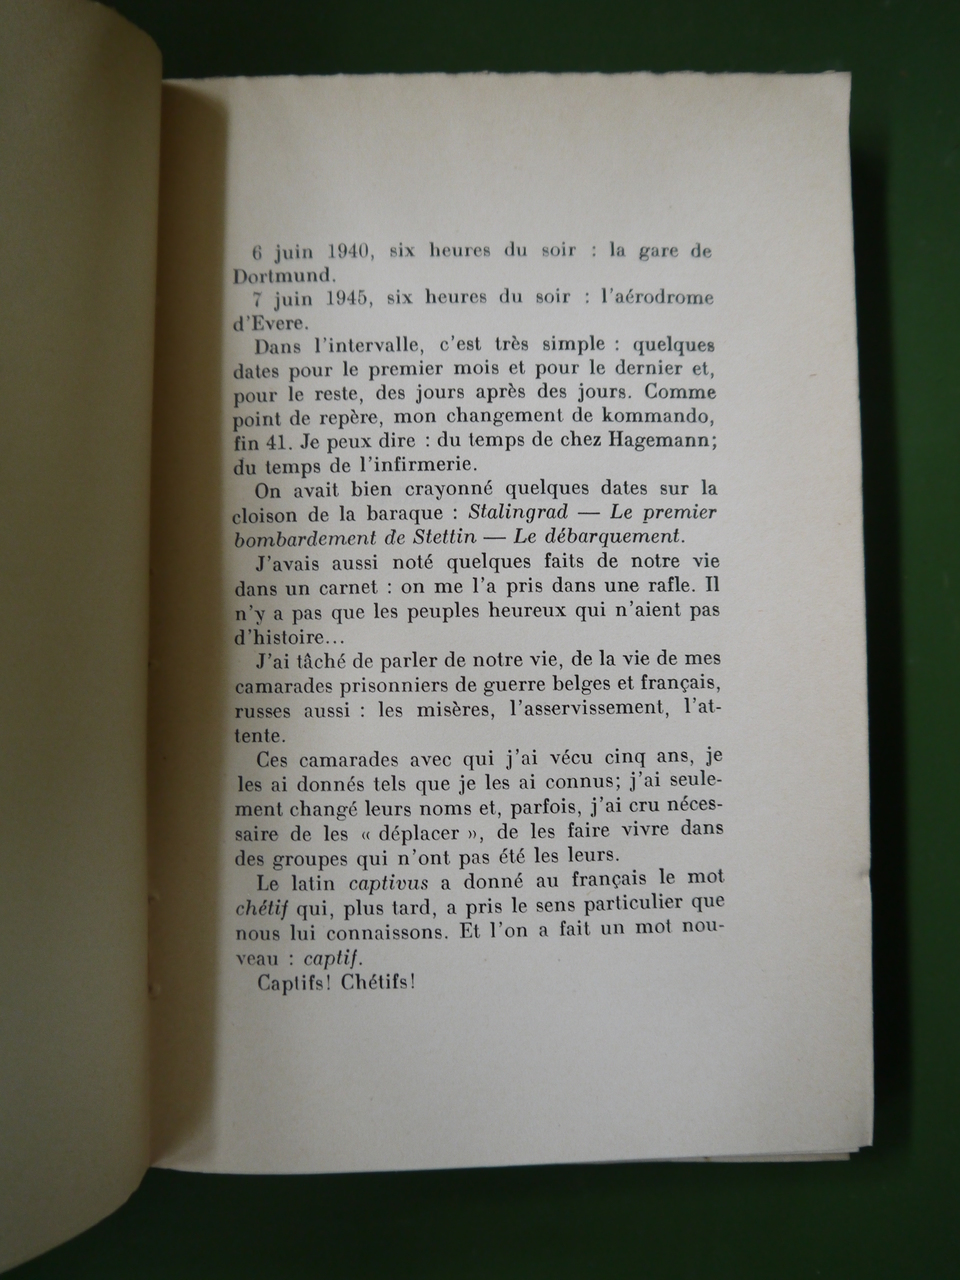 6 juin 1940, six heures du soir : la gare de
Dortmund.
7 juin 1945, six heures du soir : l'aérodrome
d'Evere.
Dans l'intervalle, c'est très simple : quelques
dates pour le premier mois et pour le dernier et,
pour le reste, des jours après des jours. Comme
point de repère, mon changement de kommando,
fin 41. Je peux dire : du temps de chez Hagemann;
du temps de l'infirmerie.
On avait bien crayonné quelques dates sur la
cloison de la baraque : Stalingrad — Le premier
bombardement de Stettin — Le débarquement.
J'avais aussi noté quelques faits de notre vie
dans un carnet : on me l'a pris dans une rafle. Il
n'y a pas que les peuples heureux qui n'aient pas
d'histoire...
J'ai tâché de parler de notre vie, de la vie de mes
camarades prisonniers de guerre belges et français,
russes aussi : les misères, l'asservissement, l'at-
tente.
Ces camarades avec qui j'ai vécu cinq ans, je
les ai donnés tels que je les ai connus; j'ai seule-
ment changé leurs noms et, parfois, j'ai cru néces-
saire de les « déplacer », de les faire vivre dans
des groupes qui n'ont pas été les leurs.
Le latin captivus a donné au français le mot
chétif qui, plus tard, a pris le sens particulier que
nous lui connaissons. Et l'on a fait un mot nou-
veau : captif.
Captifs! Chétifs!